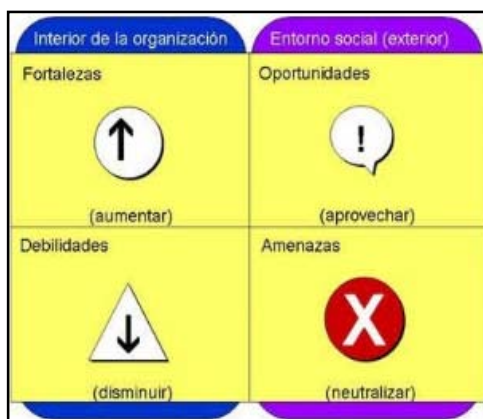 Interior de la organización
Entorno social (exterior)
Fortalezas
Oportunidades
!
(aumentar)
(aprovechar)
Debilidades
Amenazas
X
(disminuir)
(neutralizar)